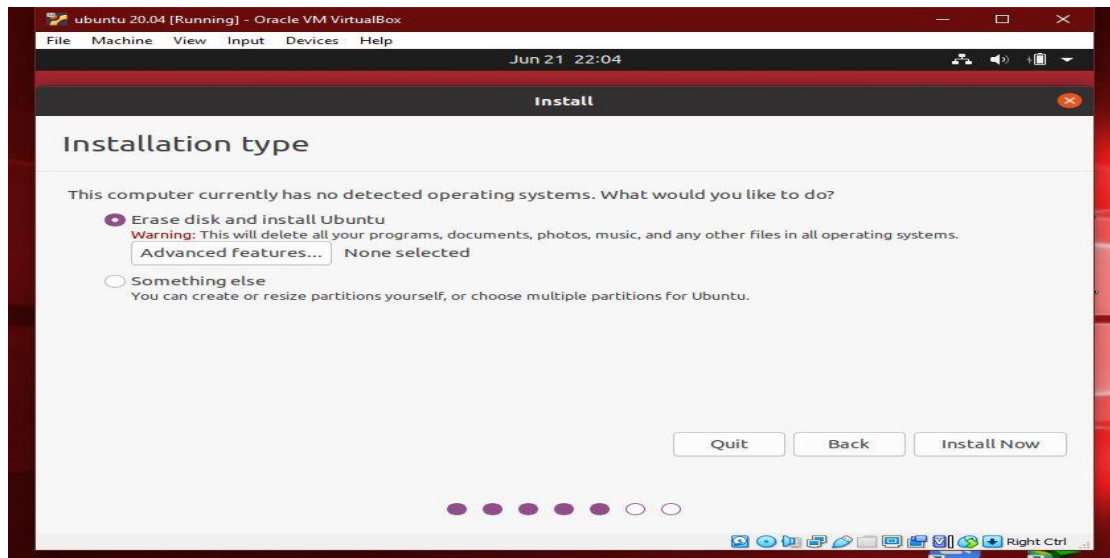 ubuntu 20.04 [Running] - Oracle VM VirtualBox
File Machine View Input Devices Help
Jun 21 22:04
Install
Installation type
This computer currently has no detected operating systems. What would you like to do?
Erase disk and install Ubuntu
Warning: This will delete all your programs, documents, photos, music, and any other files in all operating systems.
Advanced features... None selected
Something else
You can create or resize partitions yourself, or choose multiple partitions for Ubuntu.
Quit Back Install Now
Right Ctrl